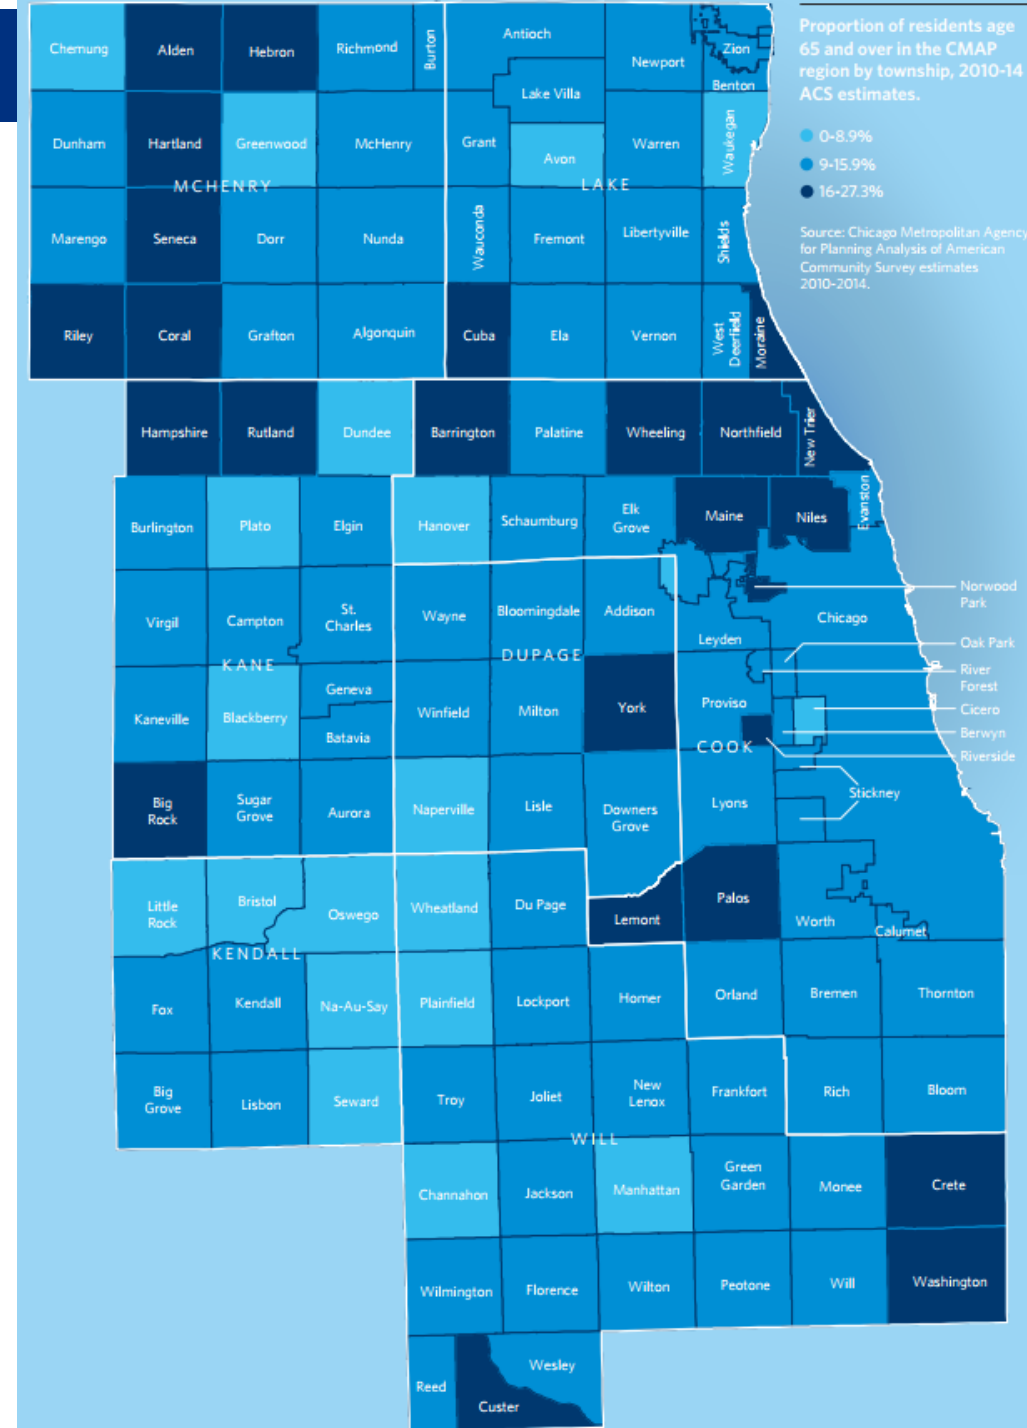 Proportion of residents age
65 and over in the CMAP
region by township, 2010-14
ACS estimates.
0-8.9%
9-15.9%
16-27.3%
Source: Chicago Metropolitan Agency
for Planning Analysis of American
Community Survey estimates
2010-2014.
Chemung
Alden
Hebron
Richmond
Burton
Antioch
Newport
Zion
Benton
Lake Villa
Dunham
Hartland
Greenwood
McHenry
Grant
Avon
Warren
Waukegan
MCHENRY
LAKE
Marengo
Seneca
Dorr
Nunda
Wauconda
Fremont
Libertyville
Shields
Riley
Coral
Grafton
Algonquin
Cuba
Ela
Vernon
West
Deerfield
Moraine
Hampshire
Rutland
Dundee
Barrington
Palatine
Wheeling
Northfield
New Trier
Burlington
Plato
Elgin
Hanover
Schaumburg
Elk
Grove
Maine
Niles
Evanston
Norwood
Park
Virgil
Campton
St.
Charles
Wayne
Bloomingdale
Addison
Leyden
Chicago
Oak Park
KANE
DUPAGE
River
Forest
Kaneville
Blackberry
Geneva
Batavia
Winfield
Milton
York
Proviso
Cicero
Berwyn
COOK
Riverside
Big
Rock
Sugar
Grove
Aurora
Naperville
Lisle
Downers
Grove
Lyons
Stickney
Little
Rock
Bristol
Oswego
Wheatland
Du Page
Lemont
Palos
Worth
Calumet
KENDALL
Fox
Kendall
Na-Au-Say
Plainfield
Lockport
Homer
Orland
Bremen
Thornton
Big
Grove
Lisbon
Seward
Troy
Joliet
New
Lenox
Frankfort
Rich
Bloom
WILL
Channahon
Jackson
Manhattan
Green
Garden
Monee
Crete
Wilmington
Florence
Wilton
Peotone
Will
Washington
Reed
Custer
Wesley